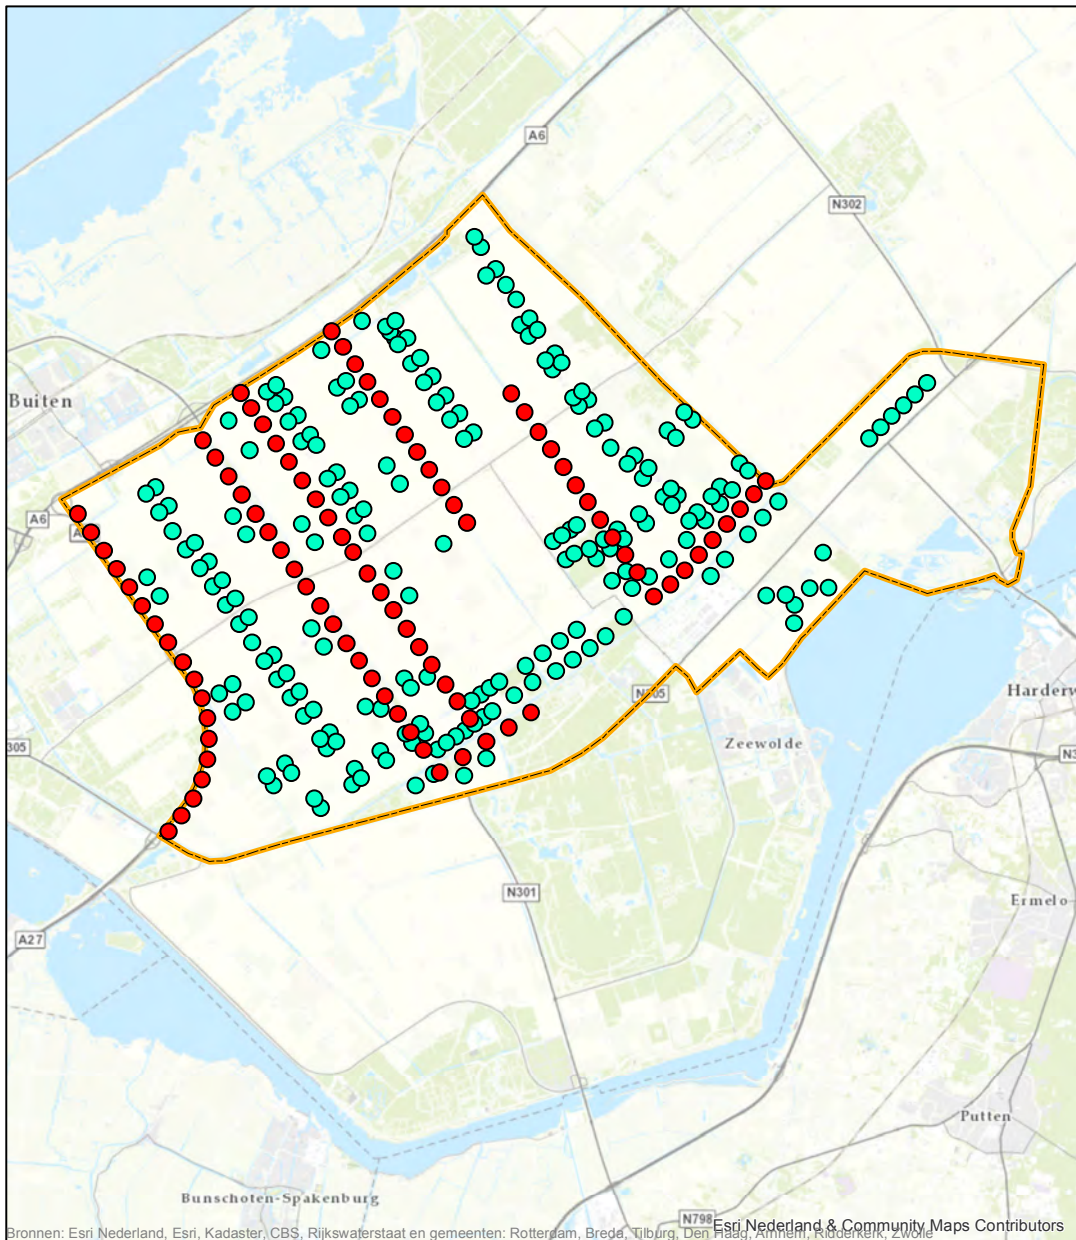 A6
N302
Buiten
A6
N305
Harderw
305
Zeewolde
N3
N301
Ermelo
A27
Putten
Bunschoten-Spakenburg
N798
Esri Nederland & Community Maps Contributors
Bronnen: Esri Nederland, Esri, Kadaster, CBS, Rijkswaterstaat en gemeenten: Rotterdam, Breda, Tilburg, Den Haag, Arnhem, Ridderkerk, Zwolle